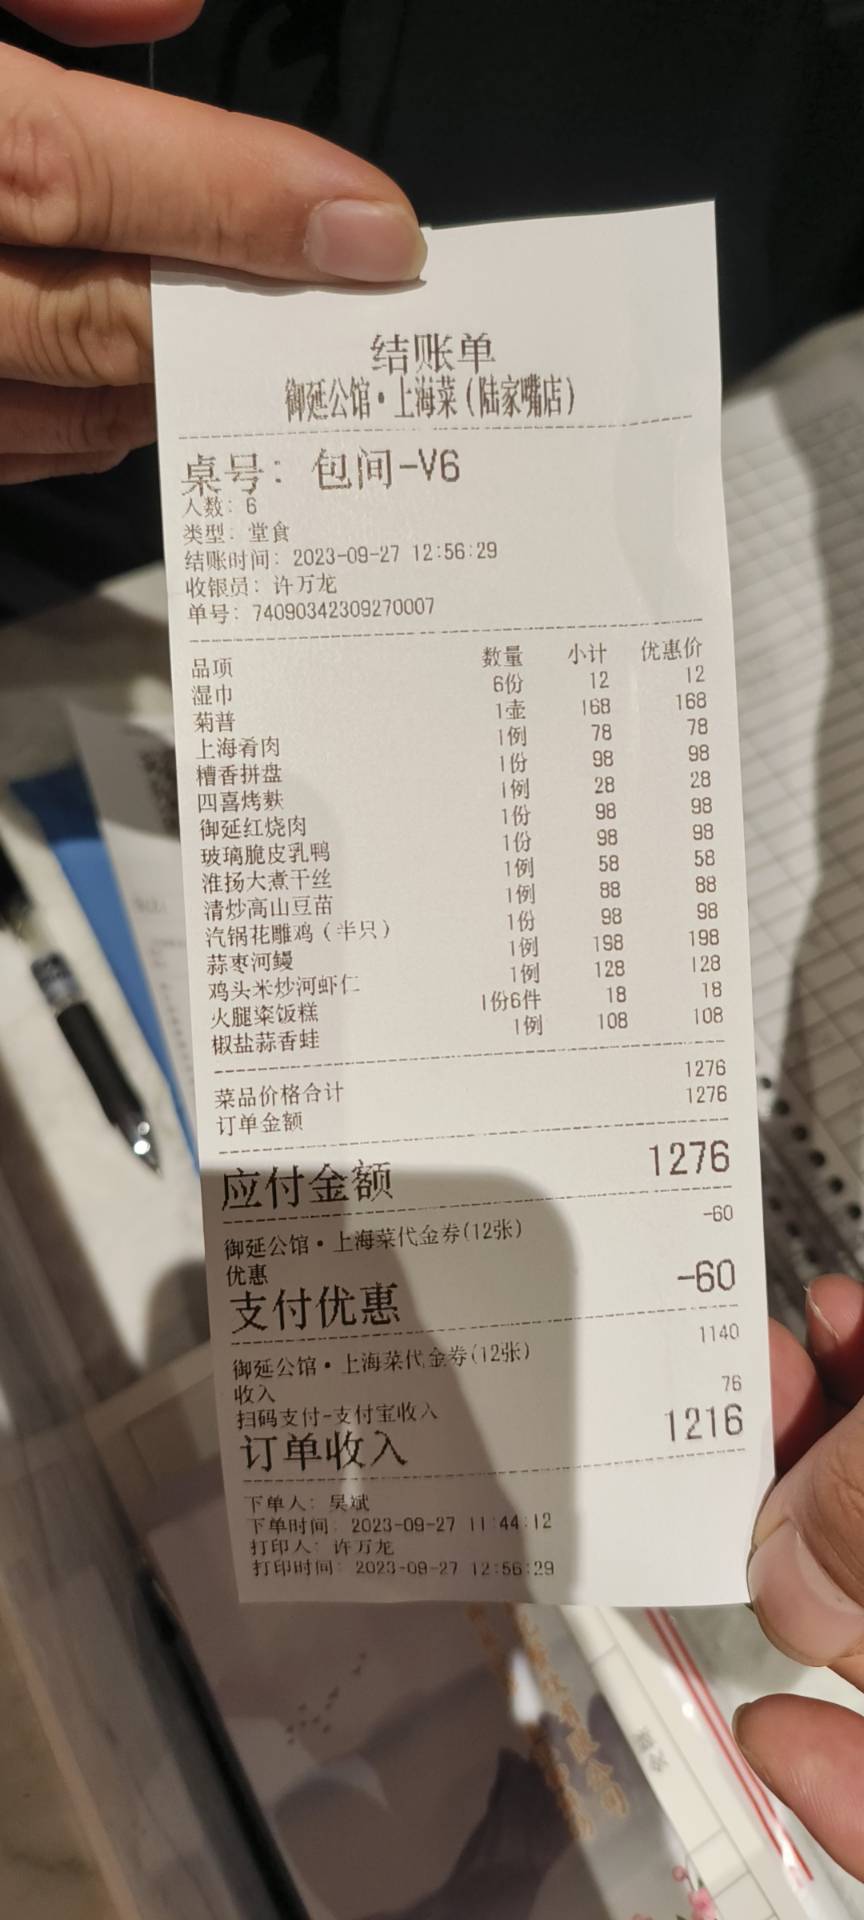 结账单
御延公馆·上海菜(陆家嘴店)
桌号: 包间-V6
人数: 6
类型: 堂食
结账时间: 2023-09-27 12:56:29
收银员: 许万龙
单号: 74090342309270007
品项 数量 小计 优惠价
湿巾 6份 12 12
菊普 1壶 168 168
上海肴肉 1例 78 78
糟香拼盘 1份 98 98
四喜烤麸 1例 28 28
御延红烧肉 1份 98 98
玻璃脆皮乳鸭 1份 98 98
淮扬大煮干丝 1例 58 58
清炒高山豆苗 1例 88 88
汽锅花雕鸡(半只) 1份 98 98
蒜枣河鳗 1例 198 198
鸡头米炒河虾仁 1例 128 128
火腿粢饭糕 1份6件 18 18
椒盐蒜香蛙 1例 108 108
菜品价格合计 1276
订单金额 1276
应付金额 1276
御延公馆·上海菜代金券(12张) -60
优惠
支付优惠 -60
御延公馆·上海菜代金券(12张) 1140
收入
扫码支付-支付宝收入 76
订单收入 1216
下单人: 吴斌
下单时间: 2023-09-27 11:44:12
打印人: 许万龙
打印时间: 2023-09-27 12:56:29